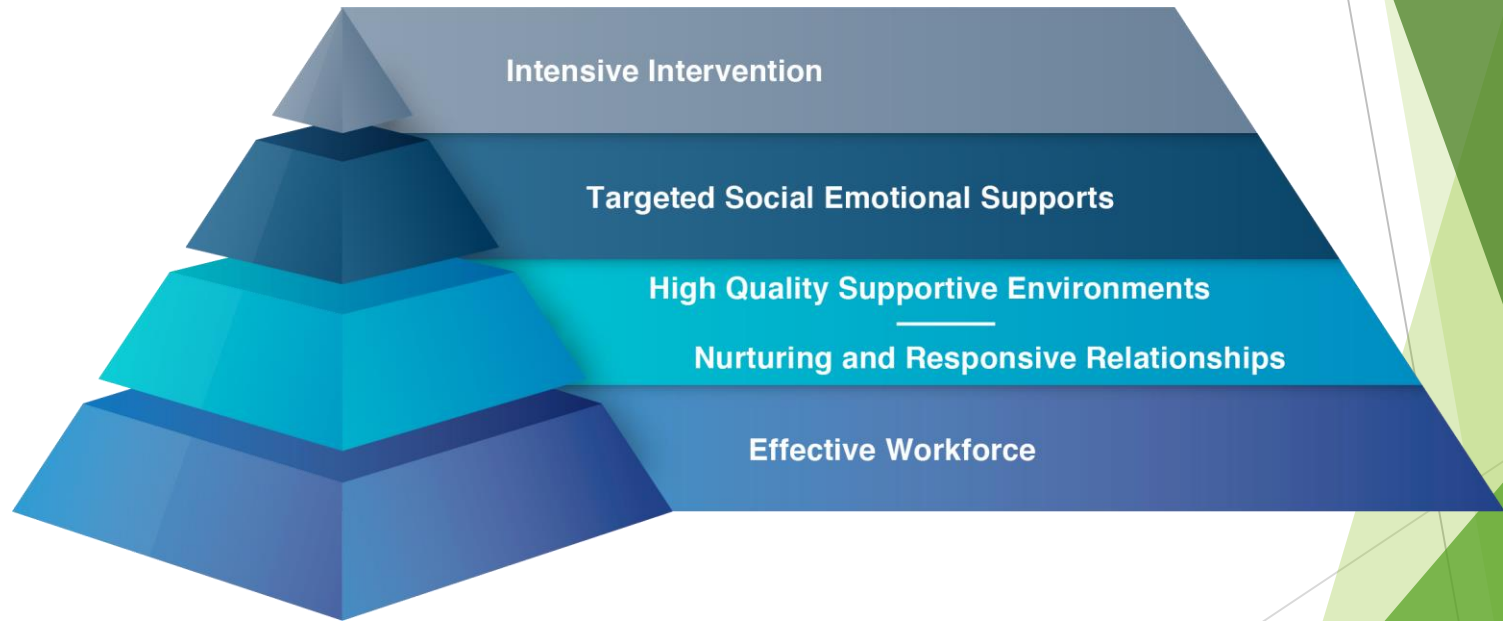 Intensive Intervention
Targeted Social Emotional Supports
High Quality Supportive Environments
Nurturing and Responsive Relationships
Effective Workforce